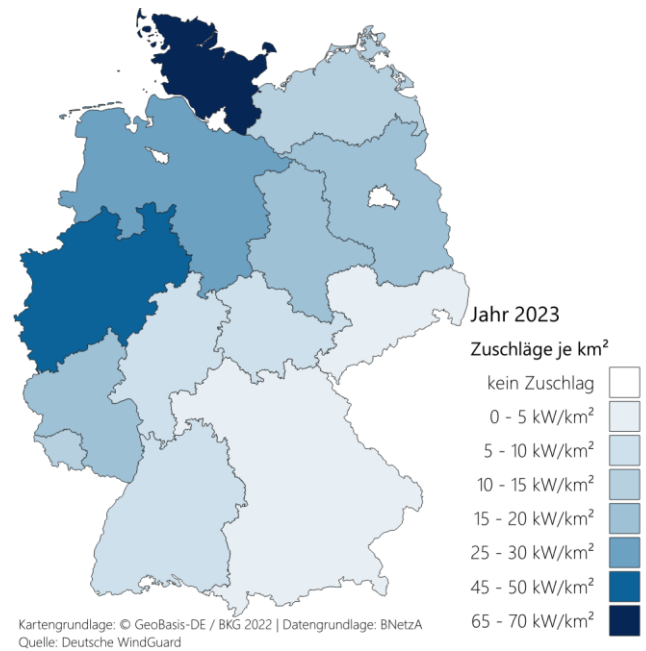 Jahr 2023
Zuschläge je km²
kein Zuschlag
0 - 5 kW/km²
5 - 10 kW/km²
10 - 15 kW/km²
15 - 20 kW/km²
25 - 30 kW/km²
45 - 50 kW/km²
65 - 70 kW/km²
Kartengrundlage: © GeoBasis-DE / BKG 2022 | Datengrundlage: BNetzA
Quelle: Deutsche WindGuard